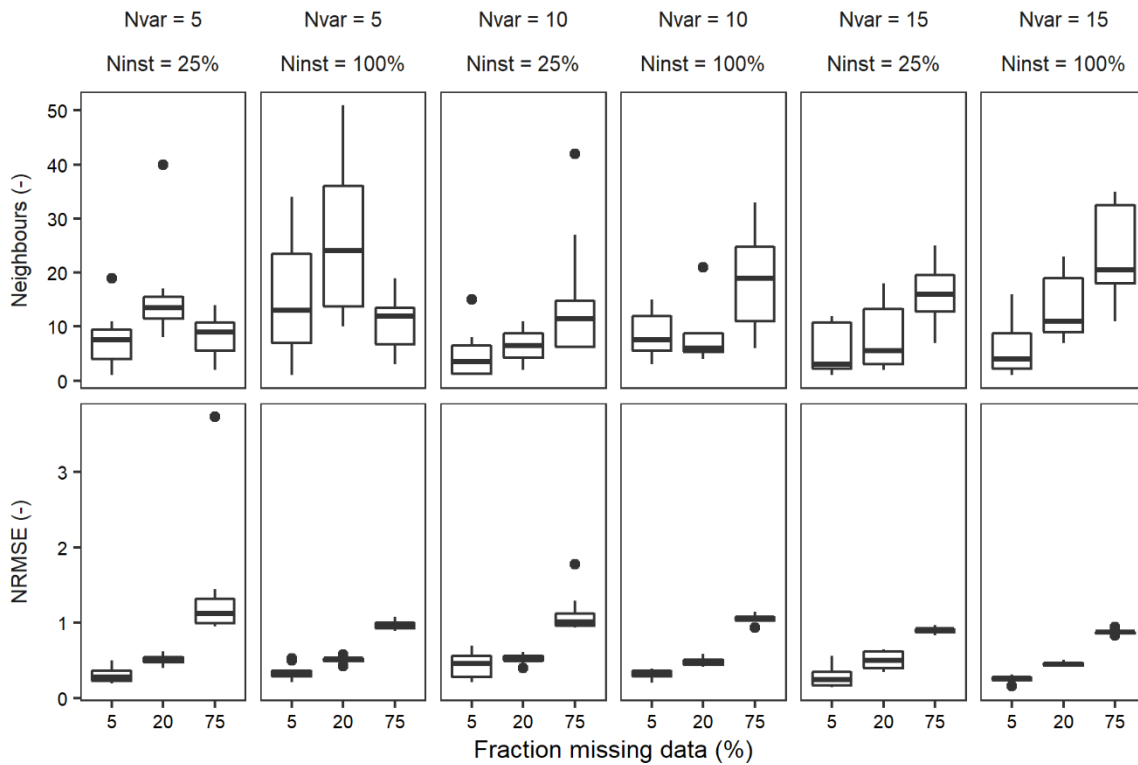 Nvar = 5 Nvar = 5 Nvar = 10 Nvar = 10 Nvar = 15 Nvar = 15
Ninst = 25% Ninst = 100% Ninst = 25% Ninst = 100% Ninst = 25% Ninst = 100%
Neighbours (-)
50
40
30
20
10
0
NRMSE (-)
3
2
1
0
5 20 75 5 20 75 5 20 75 5 20 75 5 20 75 5 20 75
Fraction missing data (%)